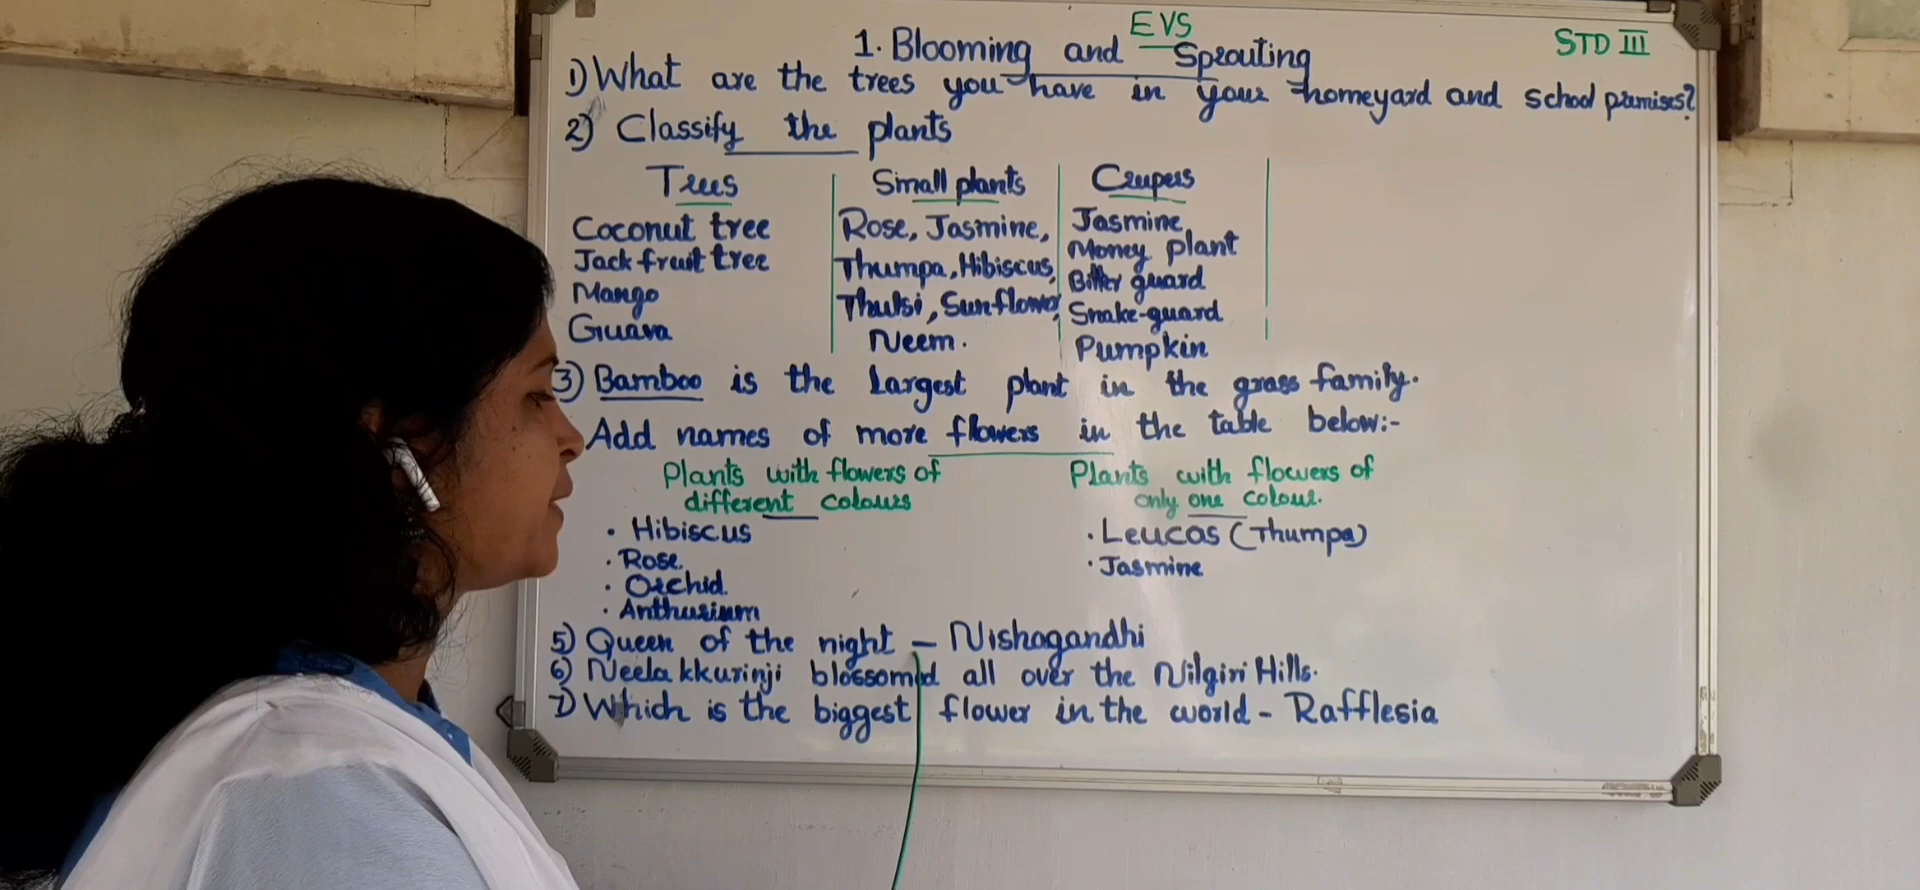 EVS
STD III
1. Blooming and Sprouting
1) What are the trees you have in your homeyard and school premises?
2) Classify the plants
Trees Small plants Creepers
Coconut tree Rose, Jasmine, Jasmine
Jack fruit tree Thumpa, Hibiscus, Money plant
Mango Thulsi, Sunflower, Bitter guard
Guava Neem. Snake-guard
Pumpkin
3) Bamboo is the largest plant in the grass family.
Add names of more flowers in the table below:-
Plants with flowers of different colours Plants with flowers of only one colour.
• Hibiscus • Leucas (Thumpa)
• Rose. • Jasmine
• Orchid.
• Anthurium
5) Queen of the night – Nishagandhi
6) Neela kkurinji blossomed all over the Nilgiri Hills.
7) Which is the biggest flower in the world - Rafflesia